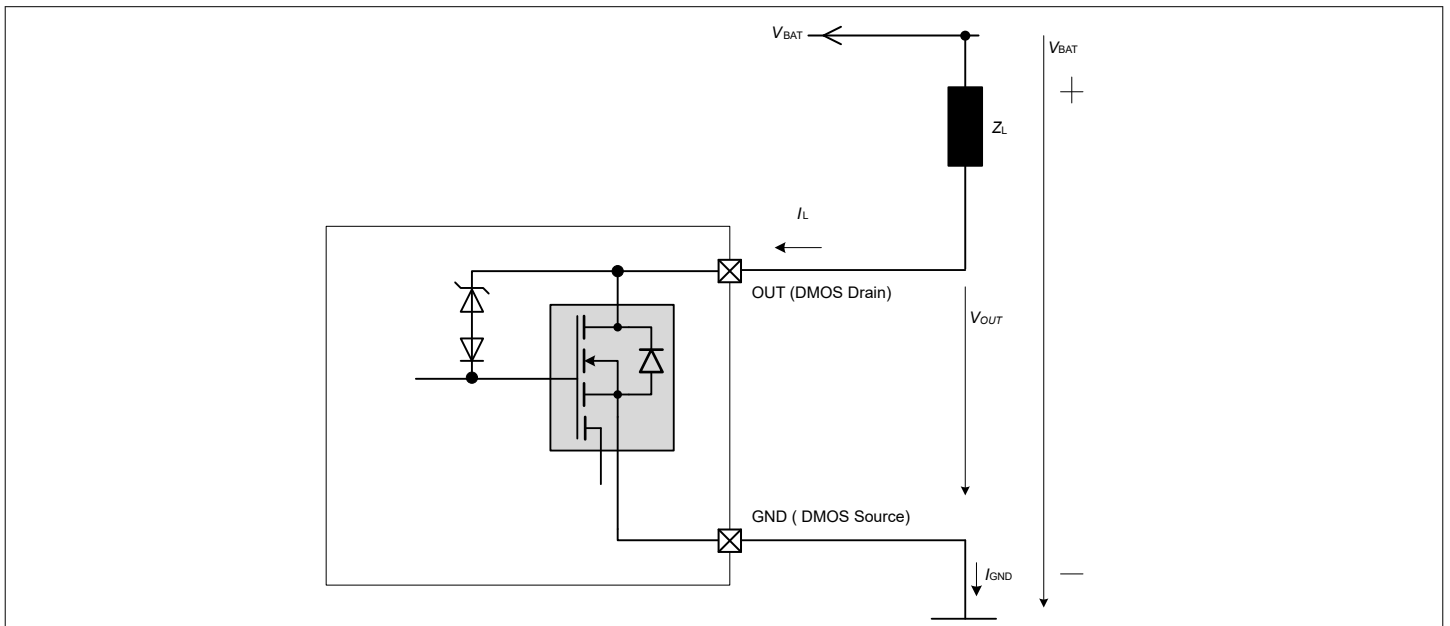 VBAT
VBAT
+
ZL
IL
OUT (DMOS Drain)
VOUT
GND ( DMOS Source)
IGND
—